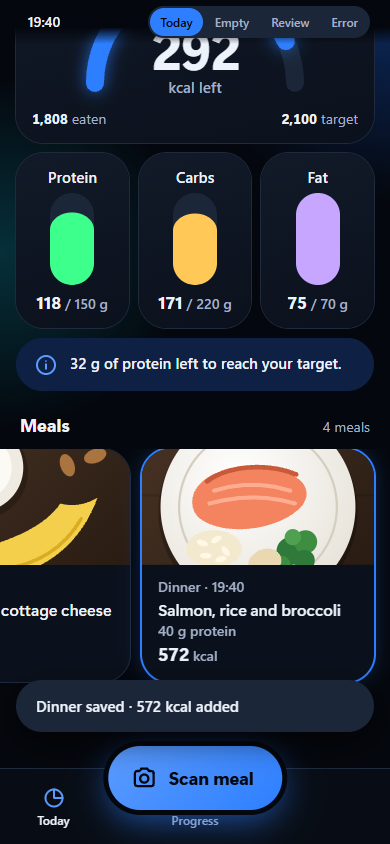 19:40
Today Empty Review Error
292
kcal left
1,808 eaten 2,100 target
Protein Carbs Fat
118 / 150 g 171 / 220 g 75 / 70 g
32 g of protein left to reach your target.
Meals 4 meals
Dinner · 19:40
cottage cheese Salmon, rice and broccoli
40 g protein
572 kcal
Dinner saved · 572 kcal added
Scan meal
Today Progress